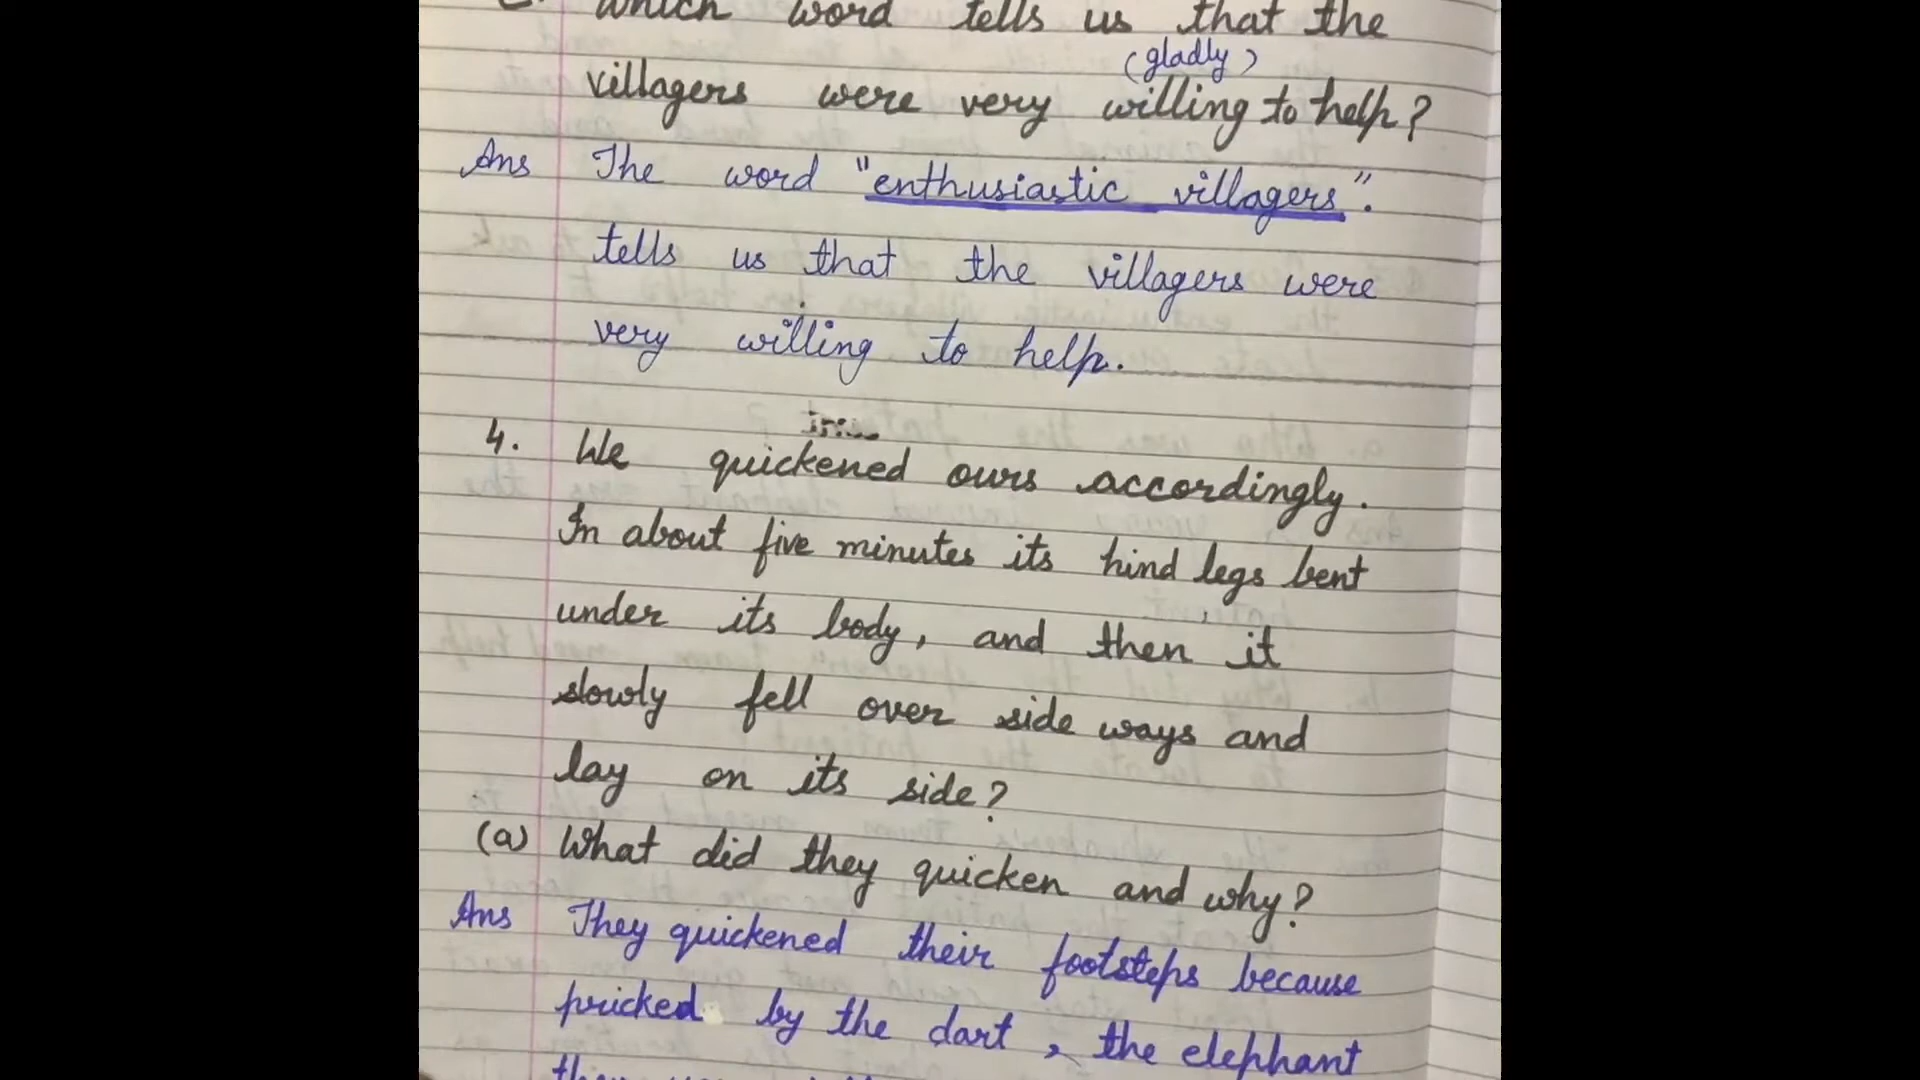 which word tells us that the
(gladly)
villagers were very willing to help?
Ans The word "enthusiastic villagers".
tells us that the villagers were
very willing to help.
4. We quickened ours accordingly.
In about five minutes its hind legs bent
under its body, and then it
slowly fell over side ways and
lay on its side?
(a) What did they quicken and why?
Ans They quickened their footsteps because
pricked by the dart, the elephant